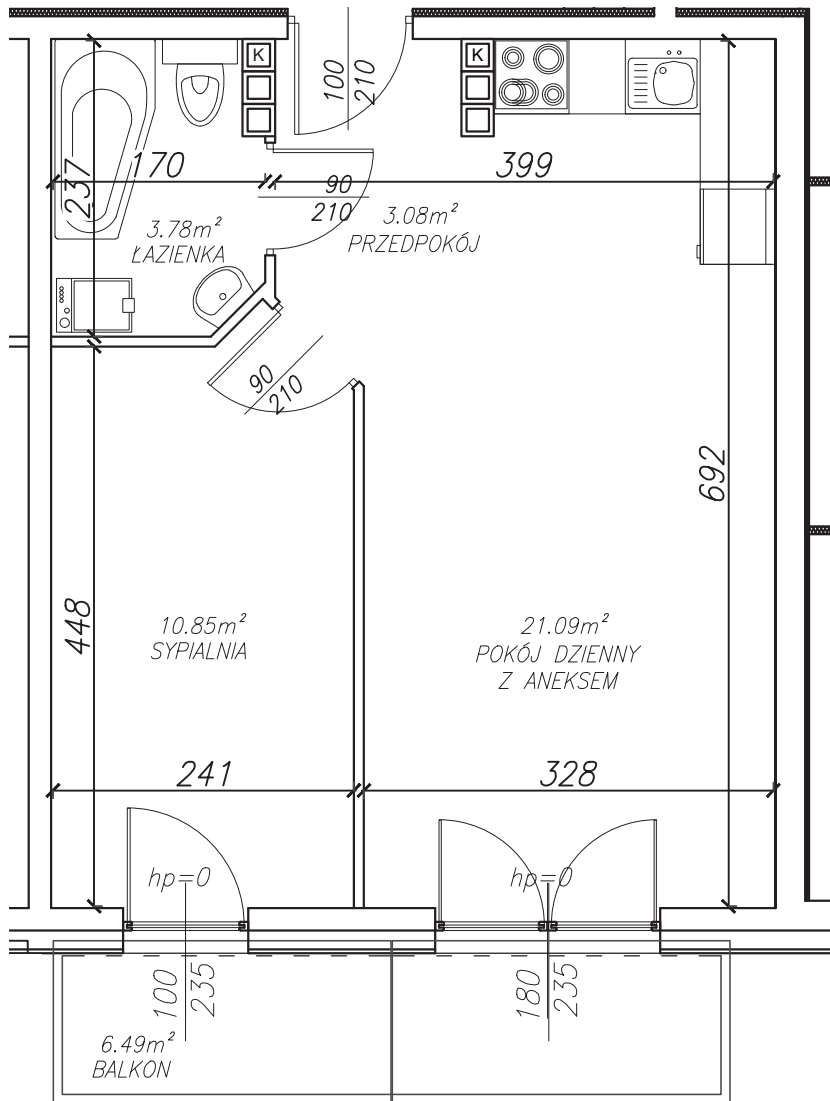 K
K
100
210
237
170
399
90
210
3.78m²
ŁAZIENKA
3.08m²
PRZEDPOKÓJ
90
210
692
448
10.85m²
SYPIALNIA
21.09m²
POKÓJ DZIENNY
Z ANEKSEM
241
328
hp=0
hp=0
100
235
180
235
6.49m²
BALKON